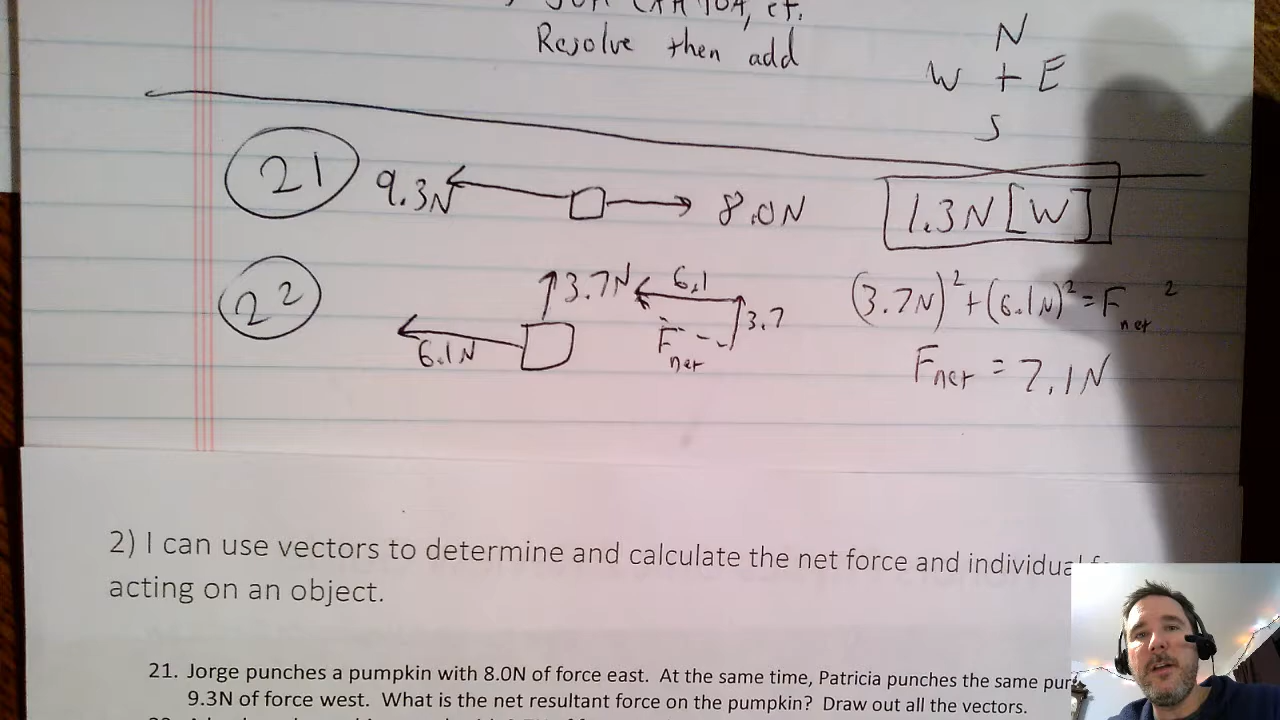 SOH CAH TOA, et.
Resolve then add
N
W + E
S
21 9.3N 8.0N 1.3N [W]
22 3.7N 6.1 (3.7N)²+(6.1N)²=Fnet²
6.1N Fnet 3.7
Fnet = 7.1N
2) I can use vectors to determine and calculate the net force and individual
acting on an object.
21. Jorge punches a pumpkin with 8.0N of force east. At the same time, Patricia punches the same
9.3N of force west. What is the net resultant force on the pumpkin? Draw out all the vectors.